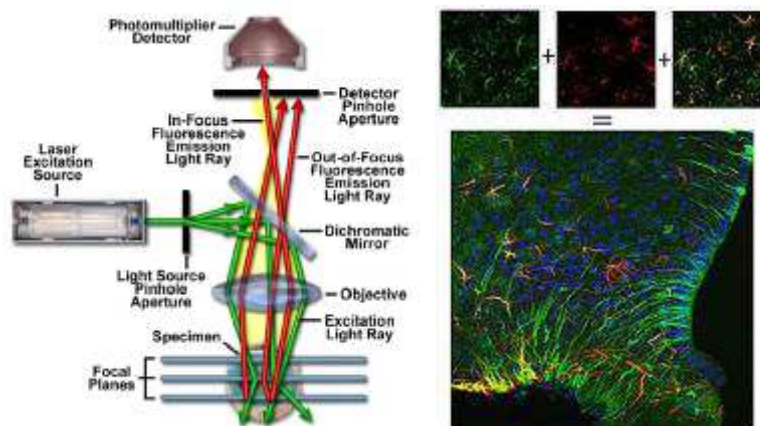 Photomultiplier
Detector
Detector
Pinhole
Aperture
In-Focus
Fluorescence
Emission
Light Ray
Out-of-Focus
Fluorescence
Emission
Light Ray
Laser
Excitation
Source
Dichromatic
Mirror
Light Source
Pinhole
Aperture
Objective
Excitation
Light Ray
Specimen
Focal
Planes
+ +
=